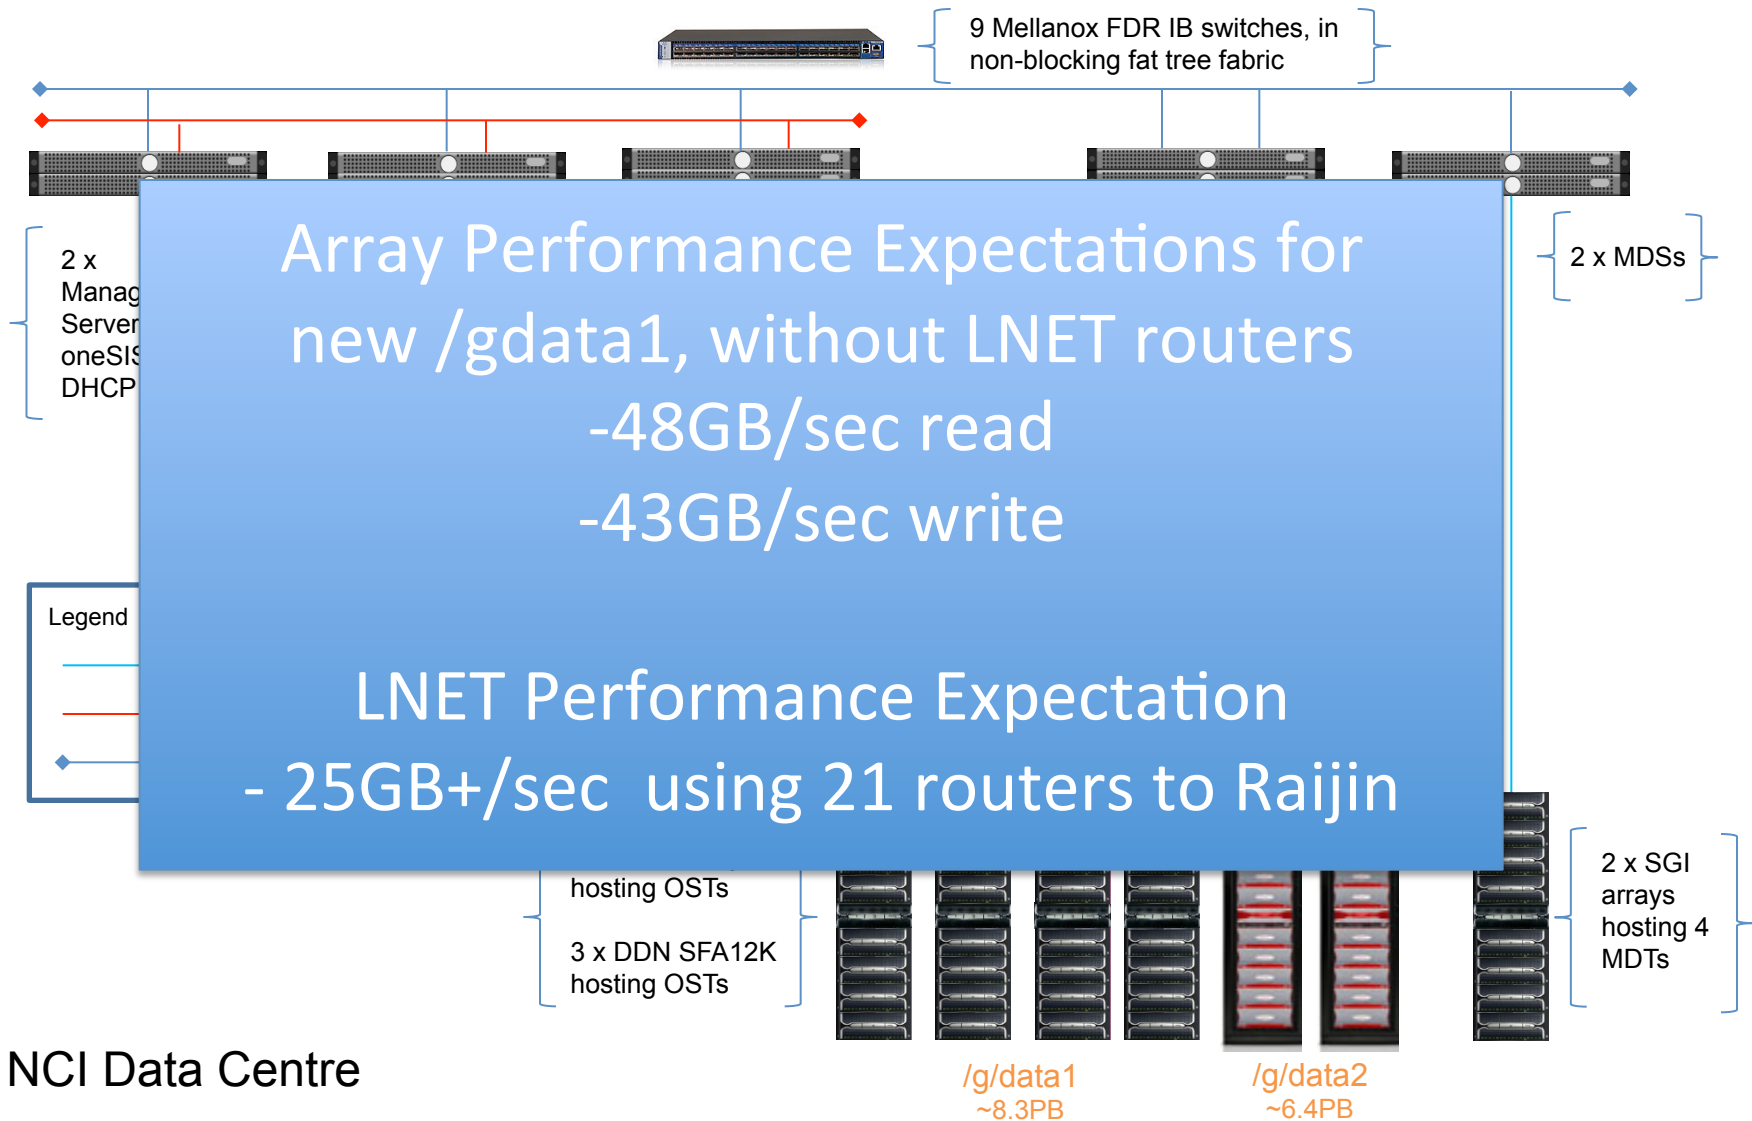 9 Mellanox FDR IB switches, in
non-blocking fat tree fabric
2 x
DHCP
2 x MDSs
Array Performance Expectations for
new /gdata1, without LNET routers
-48GB/sec read
-43GB/sec write
LNET Performance Expectation
- 25GB+/sec using 21 routers to Raijin
Legend
hosting OSTs
3 x DDN SFA12K
hosting OSTs
2 x SGI
arrays
hosting 4
MDTs
NCI Data Centre
/g/data1
~8.3PB
/g/data2
~6.4PB